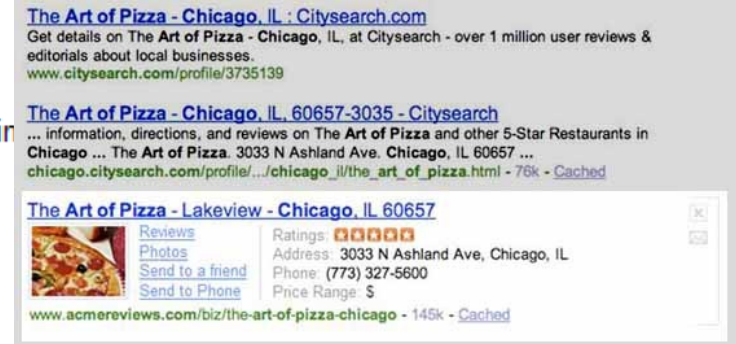 The Art of Pizza - Chicago, IL : Citysearch.com
Get details on The Art of Pizza - Chicago, IL, at Citysearch - over 1 million user reviews &
editorials about local businesses.
www.citysearch.com/profile/3735139
The Art of Pizza - Chicago, IL, 60657-3035 - Citysearch
... information, directions, and reviews on The Art of Pizza and other 5-Star Restaurants in
Chicago ... The Art of Pizza. 3033 N Ashland Ave. Chicago, IL 60657 ...
chicago.citysearch.com/profile/.../chicago_il/the_art_of_pizza.html - 76k - Cached
The Art of Pizza - Lakeview - Chicago, IL 60657
Reviews
Photos
Send to a friend
Send to Phone
Ratings:
Address: 3033 N Ashland Ave, Chicago, IL
Phone: (773) 327-5600
Price Range: $
www.acmereviews.com/biz/the-art-of-pizza-chicago - 145k - Cached